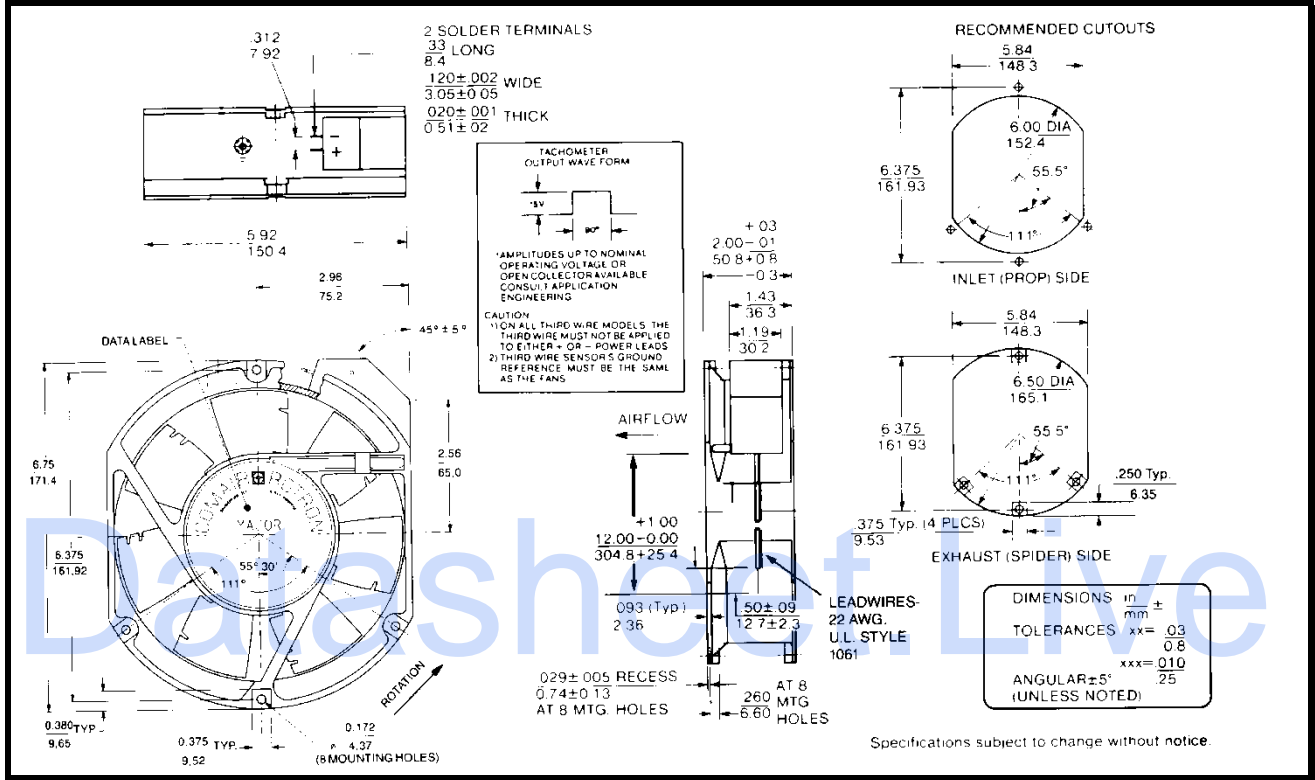 .312
7.92
2 SOLDER TERMINALS
.33 LONG
8.4
.120±.002 WIDE
3.05±0.05
.020±.001 THICK
0.51±.02
5.92
150.4
2.96
75.2
45°±5°
DATA LABEL
6.75
171.4
6.375
161.92
2.56
65.0
MAJOR
55° 30'
111°
0.380 TYP
9,65
0.375 TYP.
9,52
0.172
4.37
(8 MOUNTING HOLES)
ROTATION
TACHOMETER
OUTPUT WAVE FORM
*5V
90°
*AMPLITUDES UP TO NOMINAL
OPERATING VOLTAGE OR
OPEN COLLECTOR AVAILABLE
CONSULT APPLICATION
ENGINEERING
CAUTION
1) ON ALL THIRD WIRE MODELS THE
THIRD WIRE MUST NOT BE APPLIED
TO EITHER + OR - POWER LEADS
2) THIRD WIRE SENSORS GROUND
REFERENCE MUST BE THE SAME
AS THE FANS
+.03
2.00-.01
50.8+0.8
-0.3
1.43
36.3
1.19
30.2
AIRFLOW
+1.00
12.00-0.00
304.8+25.4
.093 (Typ)
2.36
.50±.09
12.7±2.3
LEADWIRES-
22 AWG.
U.L. STYLE
1061
.029±.005 RECESS
0.74±0.13
AT 8 MTG. HOLES
.260
6.60
AT 8
MTG
HOLES
RECOMMENDED CUTOUTS
5.84
148.3
6.00 DIA
152.4
6.375
161.93
55.5°
111°
INLET (PROP) SIDE
5.84
148.3
6.50 DIA
165.1
6.375
161.93
55.5°
111°
.250 Typ.
6.35
.375 Typ. (4 PLCS)
9.53
EXHAUST (SPIDER) SIDE
DIMENSIONS in
mm ±
TOLERANCES xx= .03
0.8
xxx= .010
.25
ANGULAR±5°
(UNLESS NOTED)
Specifications subject to change without notice.
Datasheet.Live